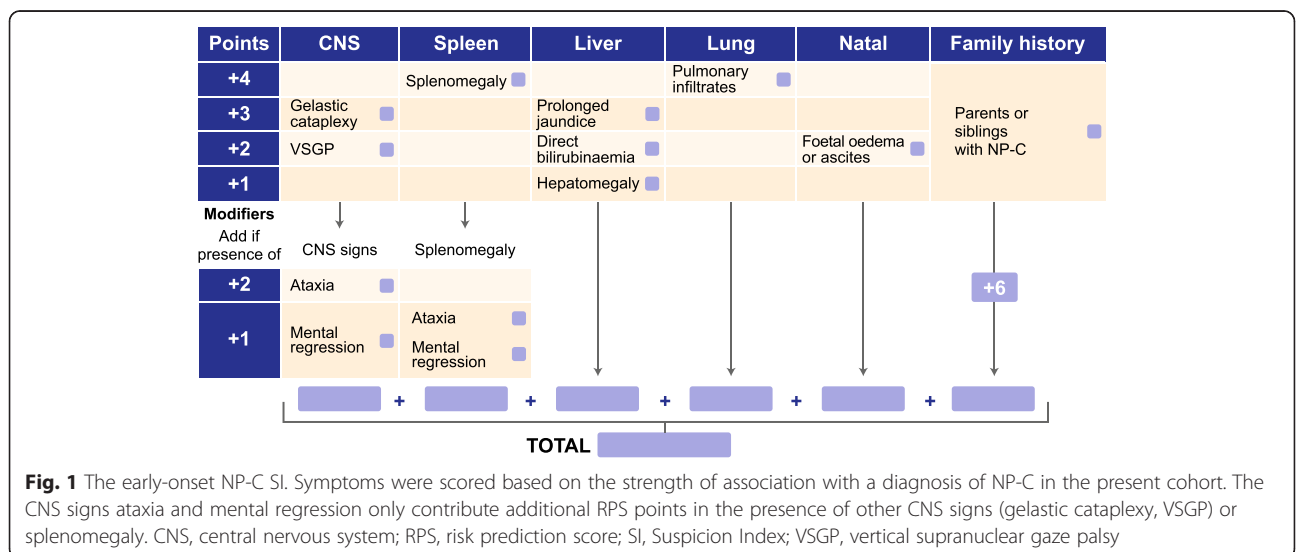 Points CNS Spleen Liver Lung Natal Family history
+4 Splenomegaly Pulmonary infiltrates
+3 Gelastic cataplexy Prolonged jaundice
Parents or siblings with NP-C
+2 VSGP Direct bilirubinaemia Foetal oedema or ascites
+1 Hepatomegaly
Modifiers
Add if presence of CNS signs Splenomegaly
+2 Ataxia +6
+1 Mental regression Ataxia
Mental regression
+ + + + +
TOTAL
Fig. 1 The early-onset NP-C SI. Symptoms were scored based on the strength of association with a diagnosis of NP-C in the present cohort. The
CNS signs ataxia and mental regression only contribute additional RPS points in the presence of other CNS signs (gelastic cataplexy, VSGP) or
splenomegaly. CNS, central nervous system; RPS, risk prediction score; SI, Suspicion Index; VSGP, vertical supranuclear gaze palsy